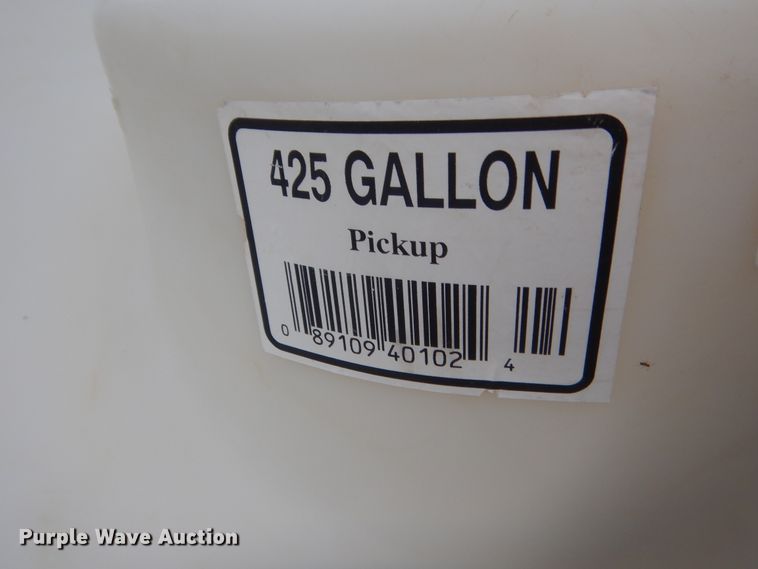 425 GALLON
Pickup
0 89109 40102 4
Purple Wave Auction